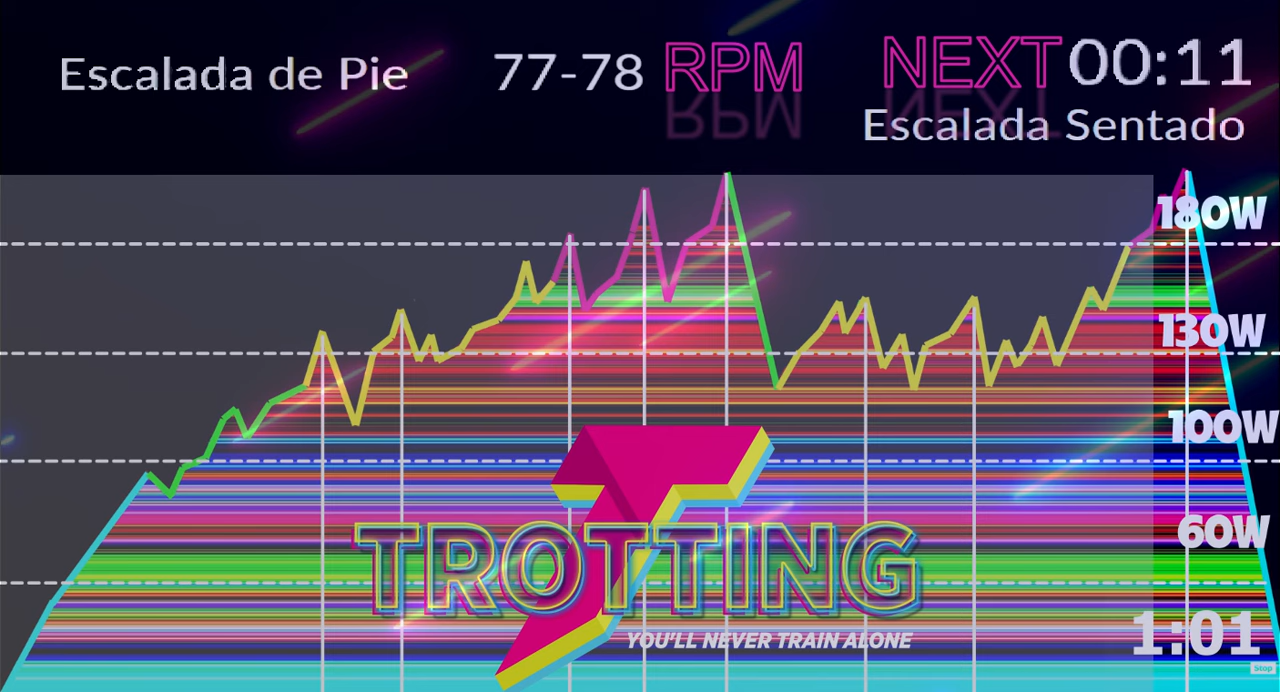 Escalada de Pie 77-78 RPM NEXT 00:11
Escalada Sentado
180W
130W
100W
60W
TROTTING
YOU'LL NEVER TRAIN ALONE
1:01
Stop